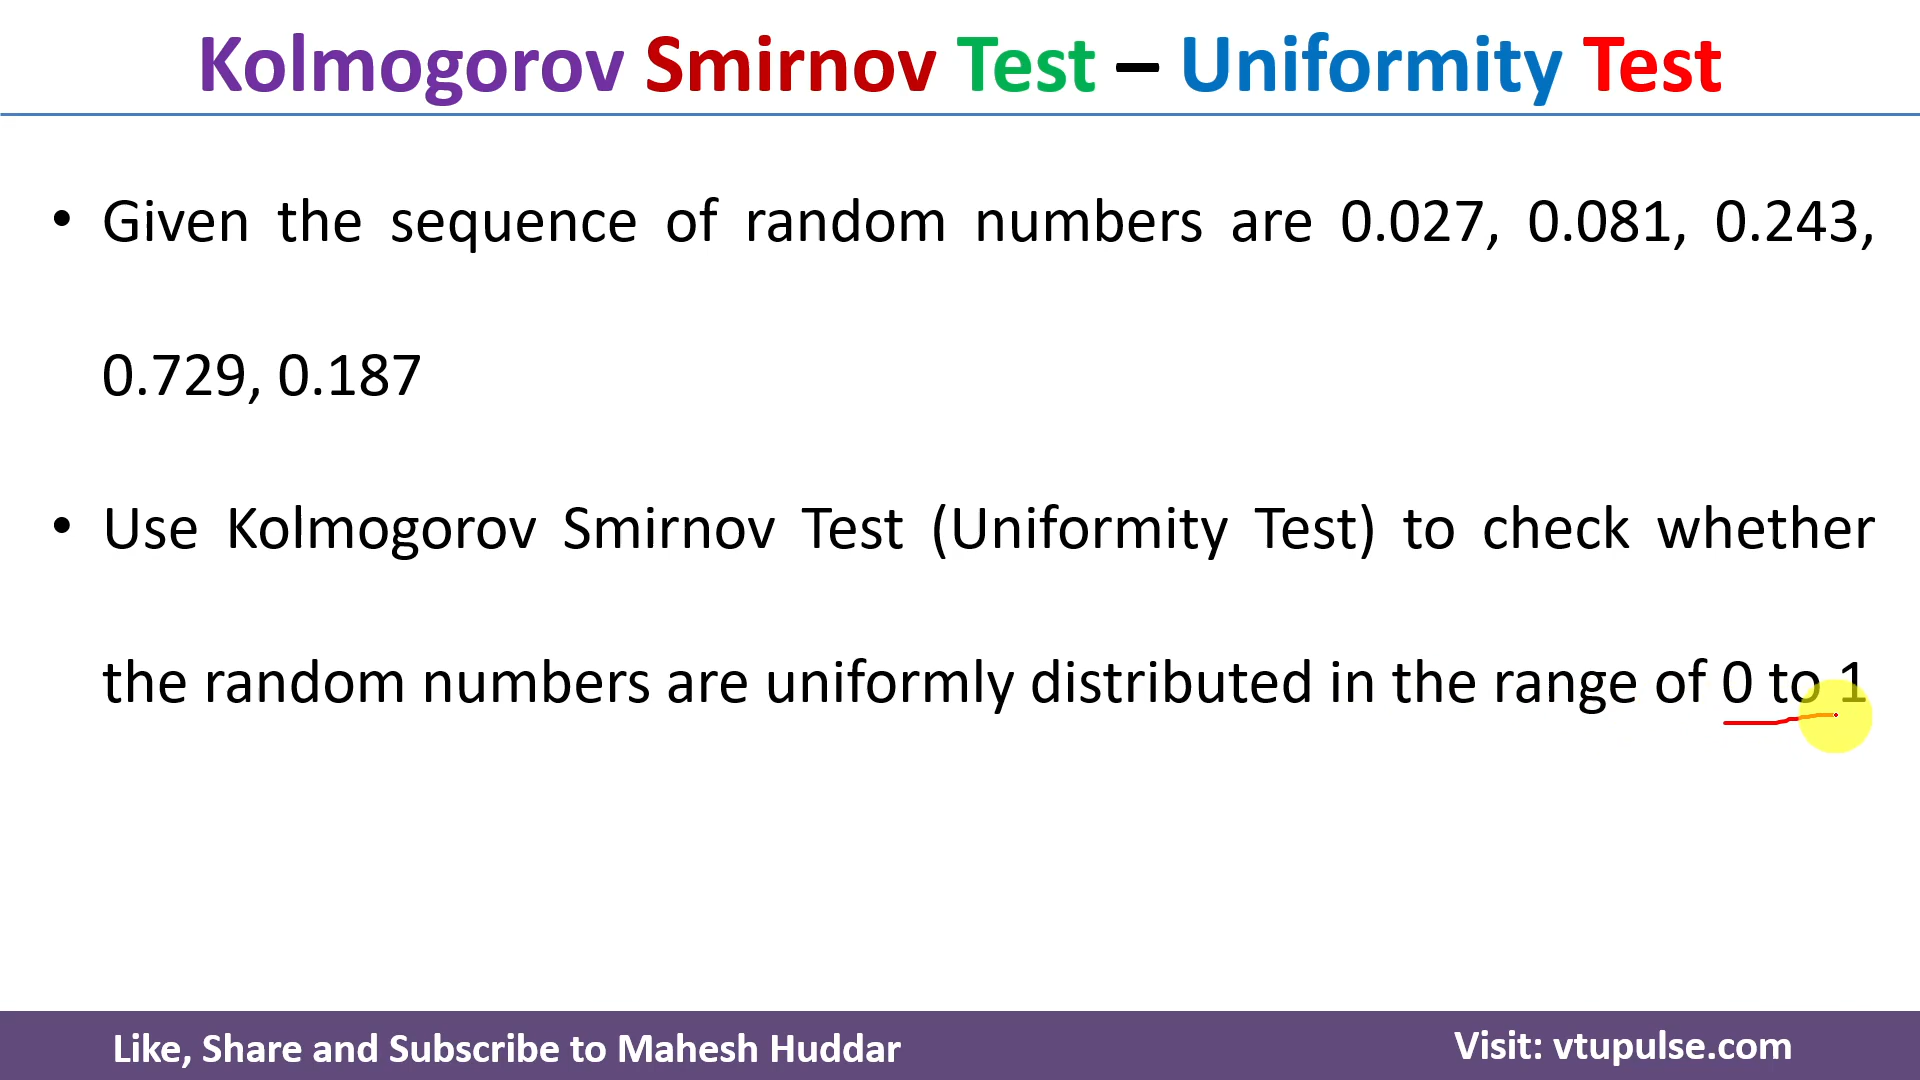 Kolmogorov Smirnov Test – Uniformity Test
• Given the sequence of random numbers are 0.027, 0.081, 0.243,
0.729, 0.187
• Use Kolmogorov Smirnov Test (Uniformity Test) to check whether
the random numbers are uniformly distributed in the range of 0 to 1
Like, Share and Subscribe to Mahesh Huddar
Visit: vtupulse.com